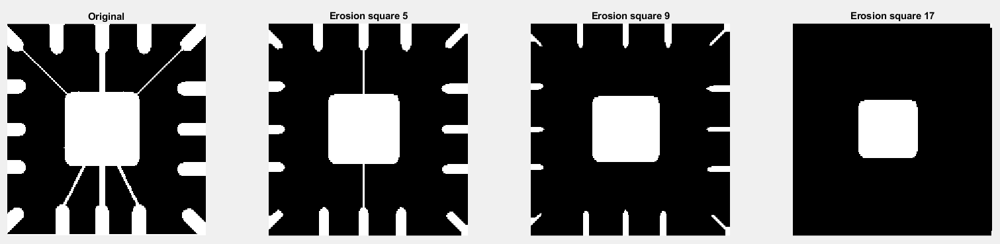 Original
Erosion square 5
Erosion square 9
Erosion square 17